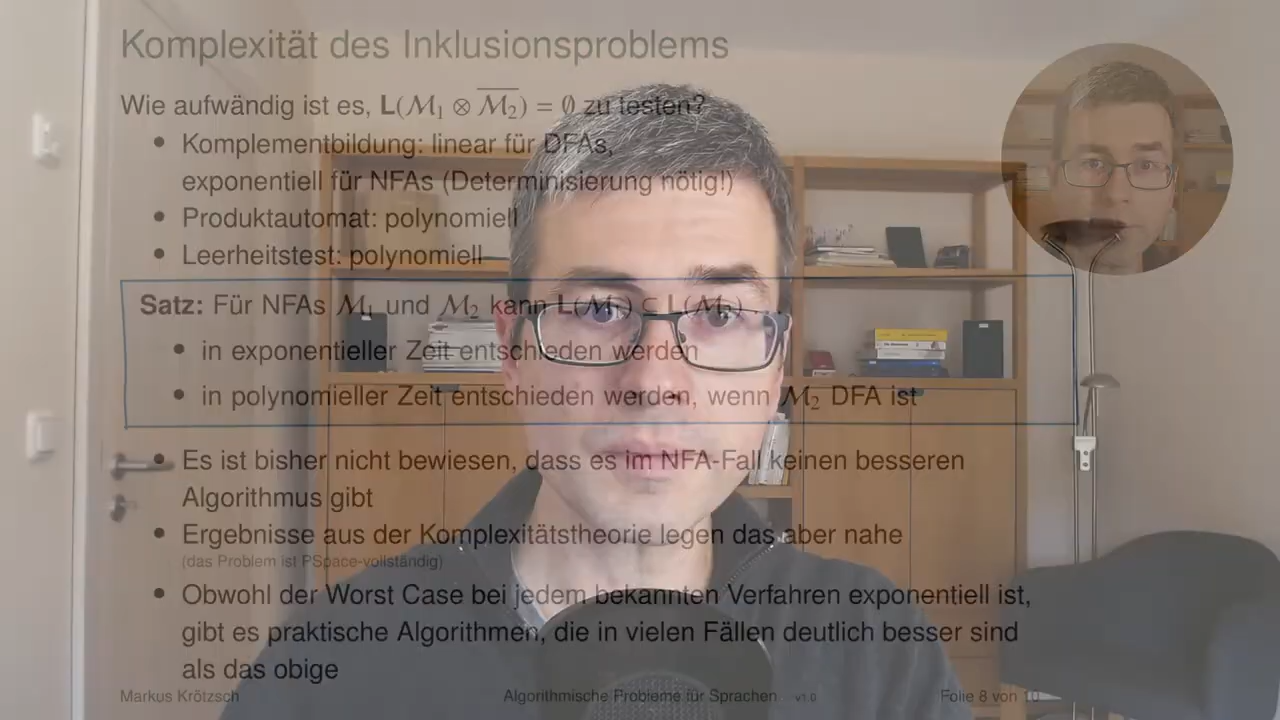 Komplexität des Inklusionsproblems
Wie aufwändig ist es, L(M₁ ⊗ M̅₂̅) = ∅ zu testen?
• Komplementbildung: linear für DFAs,
exponentiell für NFAs (Determinisierung nötig!)
• Produktautomat: polynomiell
• Leerheitstest: polynomiell
Satz: Für NFAs M₁ und M₂ kann L(M₁) ⊆ L(M₂)
• in exponentieller Zeit entschieden werden
• in polynomieller Zeit entschieden werden, wenn M₂ DFA ist
• Es ist bisher nicht bewiesen, dass es im NFA-Fall keinen besseren
Algorithmus gibt
• Ergebnisse aus der Komplexitätstheorie legen das aber nahe
(das Problem ist PSpace-vollständig)
• Obwohl der Worst Case bei jedem bekannten Verfahren exponentiell ist,
gibt es praktische Algorithmen, die in vielen Fällen deutlich besser sind
als das obige
Markus Krötzsch Algorithmische Probleme für Sprachen v1.0 Folie 8 von 10